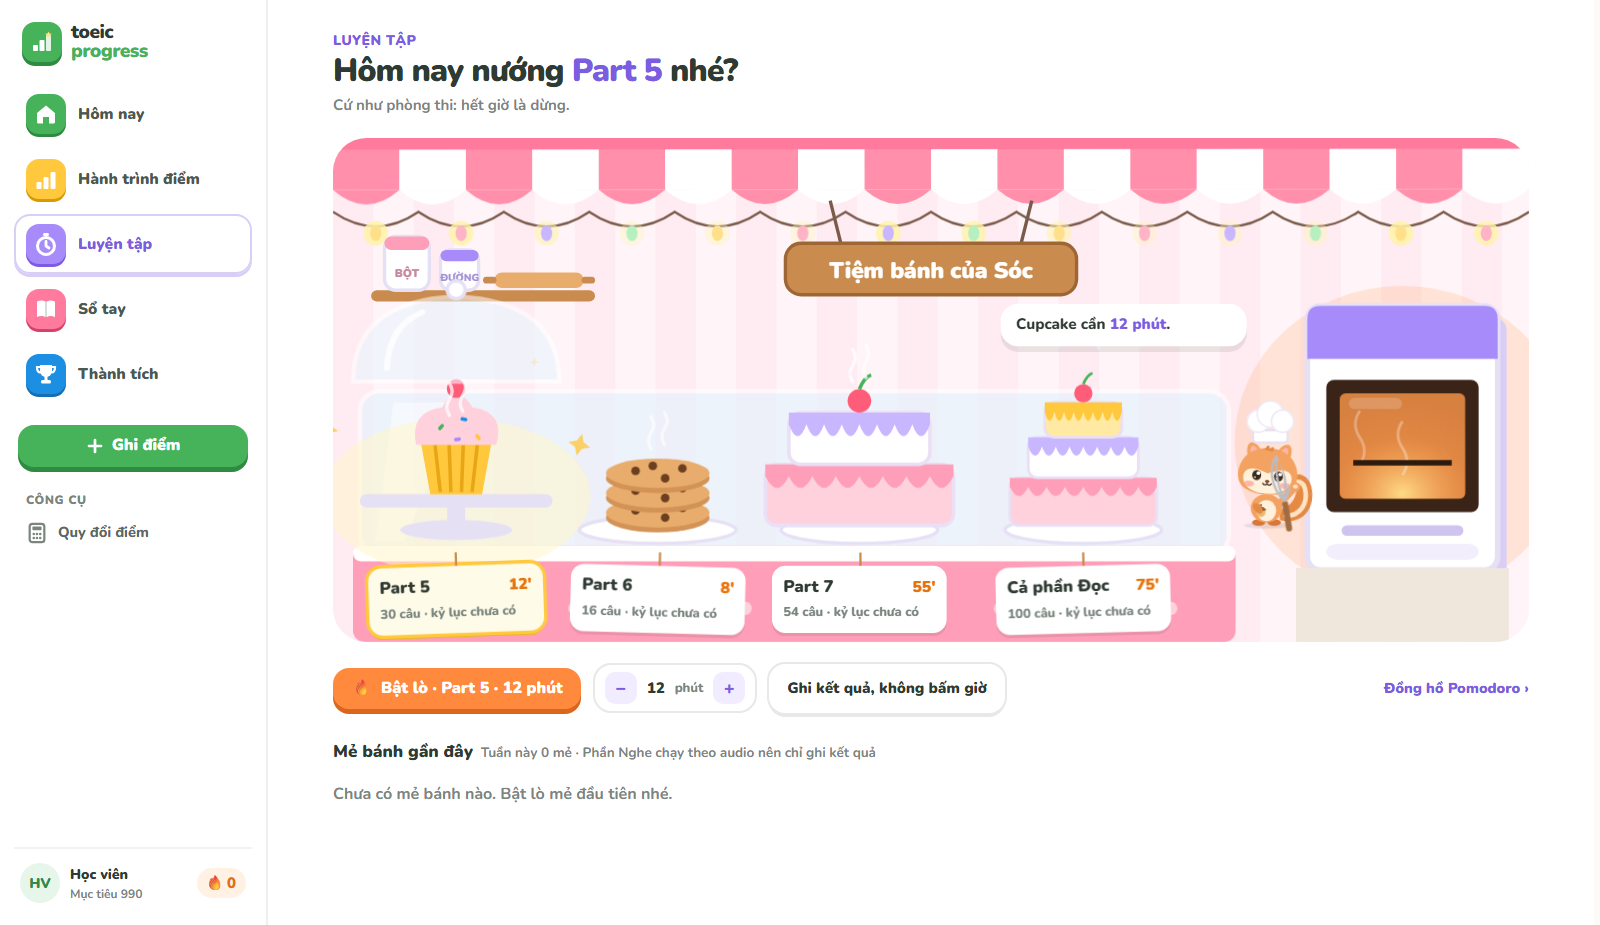 toeic
progress
Hôm nay
Hành trình điểm
Luyện tập
Sổ tay
Thành tích
+ Ghi điểm
CÔNG CỤ
Quy đổi điểm
HV
Học viên
Mục tiêu 990
0
LUYỆN TẬP
Hôm nay nướng Part 5 nhé?
Cứ như phòng thi: hết giờ là dừng.
BỘT
ĐƯỜNG
Tiệm bánh của Sóc
Cupcake cần 12 phút.
Part 5 12'
30 câu · kỷ lục chưa có
Part 6 8'
16 câu · kỷ lục chưa có
Part 7 55'
54 câu · kỷ lục chưa có
Cả phần Đọc 75'
100 câu · kỷ lục chưa có
Bật lò · Part 5 · 12 phút
− 12 phút +
Ghi kết quả, không bấm giờ
Đồng hồ Pomodoro ›
Mẻ bánh gần đây Tuần này 0 mẻ · Phần Nghe chạy theo audio nên chỉ ghi kết quả
Chưa có mẻ bánh nào. Bật lò mẻ đầu tiên nhé.